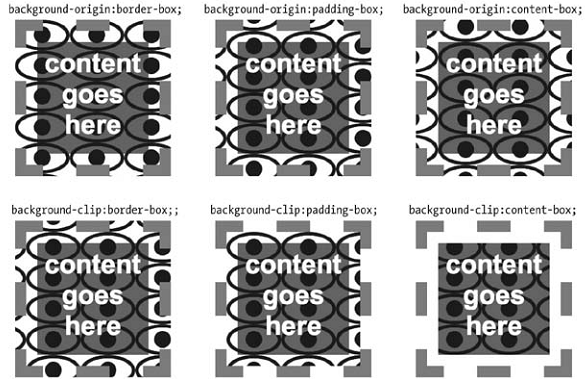 background-origin:border-box;
background-origin:padding-box;
background-origin:content-box;
content
goes
here
content
goes
here
content
goes
here
background-clip:border-box;;
background-clip:padding-box;
background-clip:content-box;
content
goes
here
content
goes
here
content
goes
here